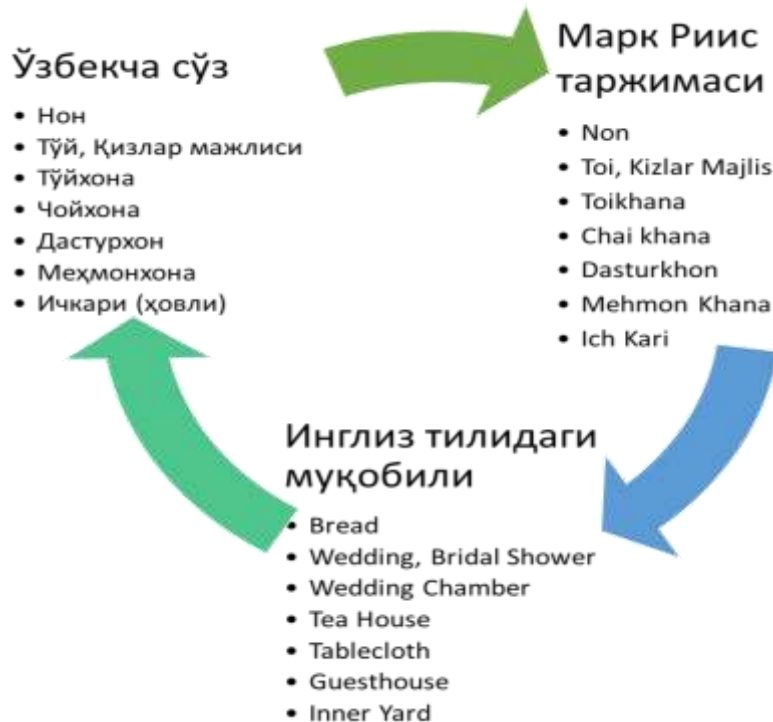 Ўзбекча сўз
• Нон
• Тўй, Қизлар мажлиси
• Тўйхона
• Чойхона
• Дастурхон
• Меҳмонхона
• Ичкари (ҳовли)
Марк Риис
таржимаси
• Non
• Toi, Kizlar Majlis
• Toikhana
• Chai khana
• Dasturkhon
• Mehmon Khana
• Ich Kari
Инглиз тилидаги
муқобили
• Bread
• Wedding, Bridal Shower
• Wedding Chamber
• Tea House
• Tablecloth
• Guesthouse
• Inner Yard